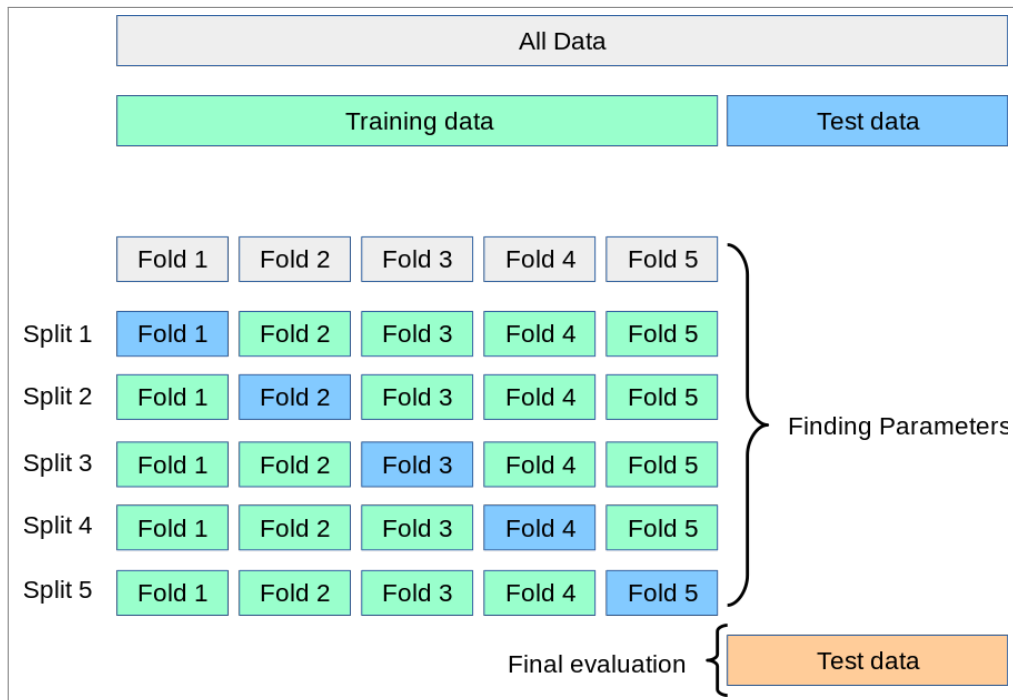 All Data
Training data Test data
Fold 1 Fold 2 Fold 3 Fold 4 Fold 5
Split 1 Fold 1 Fold 2 Fold 3 Fold 4 Fold 5
Split 2 Fold 1 Fold 2 Fold 3 Fold 4 Fold 5
Finding Parameters
Split 3 Fold 1 Fold 2 Fold 3 Fold 4 Fold 5
Split 4 Fold 1 Fold 2 Fold 3 Fold 4 Fold 5
Split 5 Fold 1 Fold 2 Fold 3 Fold 4 Fold 5
Final evaluation Test data